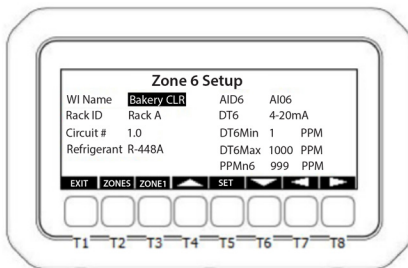 Zone 6 Setup
WI Name Bakery CLR AID6 AI06
Rack ID Rack A DT6 4-20mA
Circuit # 1.0 DT6Min 1 PPM
Refrigerant R-448A DT6Max 1000 PPM
PPMn6 999 PPM
EXIT ZONES ZONE1 SET
T1 T2 T3 T4 T5 T6 T7 T8